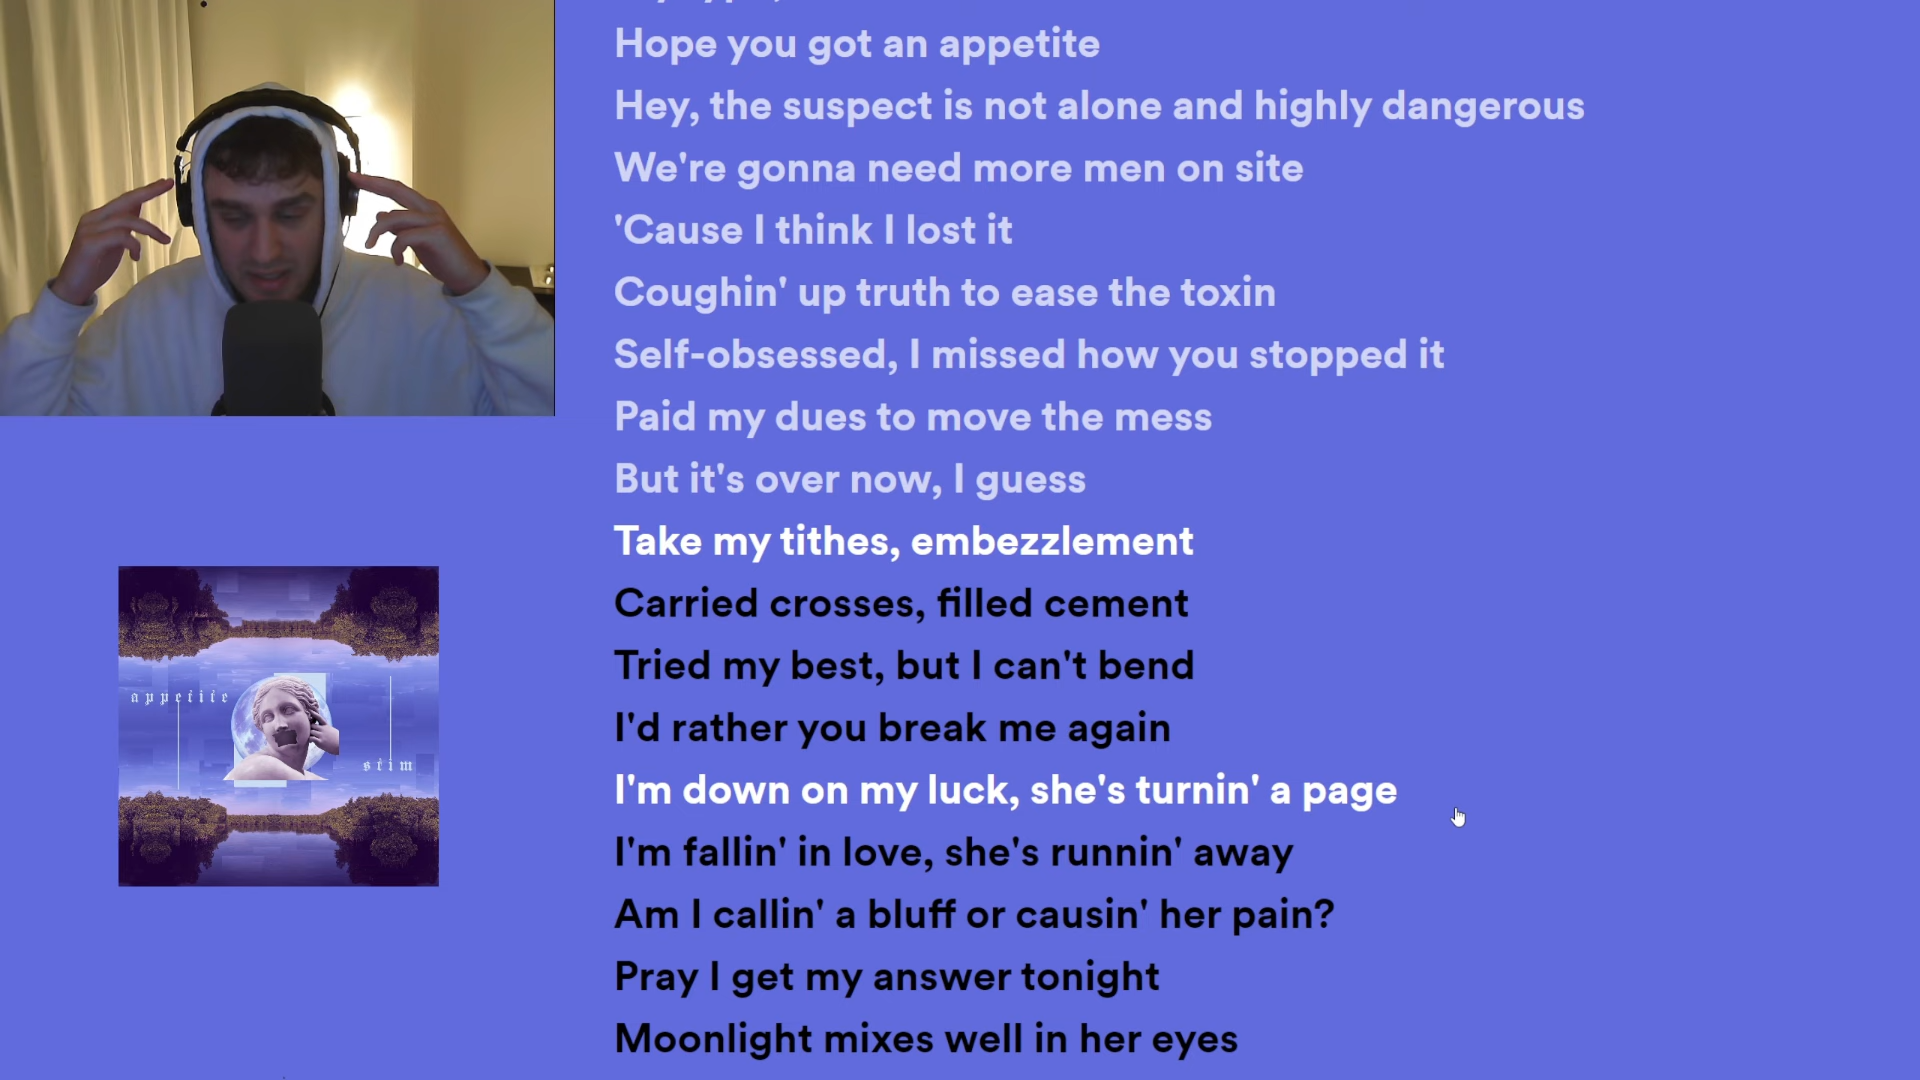 Hope you got an appetite
Hey, the suspect is not alone and highly dangerous
We're gonna need more men on site
'Cause I think I lost it
Coughin' up truth to ease the toxin
Self-obsessed, I missed how you stopped it
Paid my dues to move the mess
But it's over now, I guess
Take my tithes, embezzlement
Carried crosses, filled cement
Tried my best, but I can't bend
I'd rather you break me again
I'm down on my luck, she's turnin' a page
I'm fallin' in love, she's runnin' away
Am I callin' a bluff or causin' her pain?
Pray I get my answer tonight
Moonlight mixes well in her eyes
appetite
srim